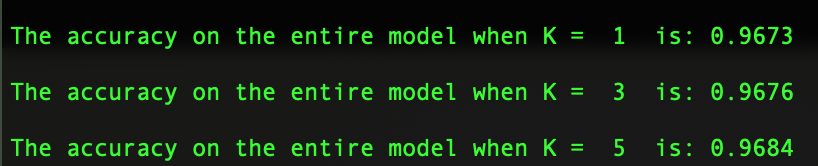 The accuracy on the entire model when K =  1  is: 0.9673
The accuracy on the entire model when K =  3  is: 0.9676
The accuracy on the entire model when K =  5  is: 0.9684